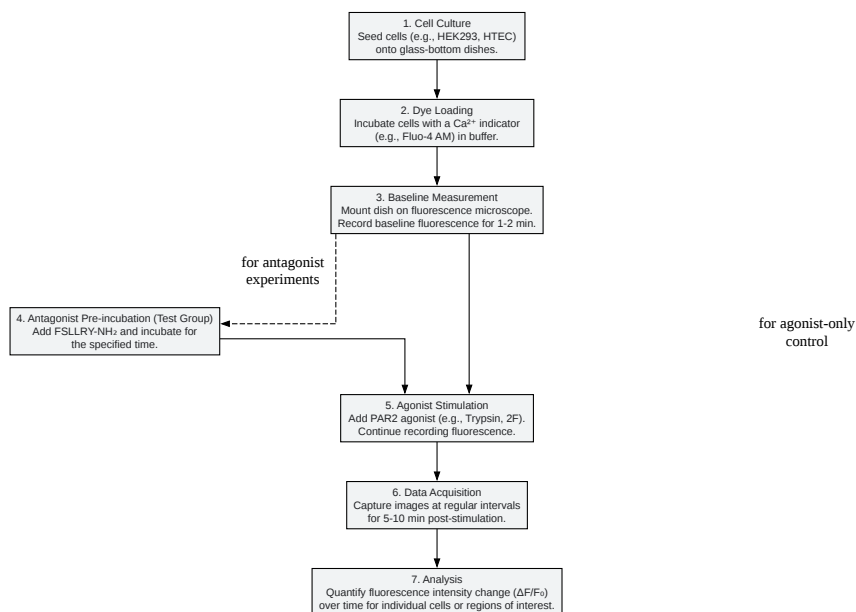 1. Cell Culture
Seed cells (e.g., HEK293, HTEC)
onto glass-bottom dishes.
2. Dye Loading
Incubate cells with a Ca²⁺ indicator
(e.g., Fluo-4 AM) in buffer.
3. Baseline Measurement
Mount dish on fluorescence microscope.
Record baseline fluorescence for 1-2 min.
for antagonist
experiments
4. Antagonist Pre-incubation (Test Group)
Add FSLLRY-NH₂ and incubate for
the specified time.
for agonist-only
control
5. Agonist Stimulation
Add PAR2 agonist (e.g., Trypsin, 2F).
Continue recording fluorescence.
6. Data Acquisition
Capture images at regular intervals
for 5-10 min post-stimulation.
7. Analysis
Quantify fluorescence intensity change (ΔF/F₀)
over time for individual cells or regions of interest.